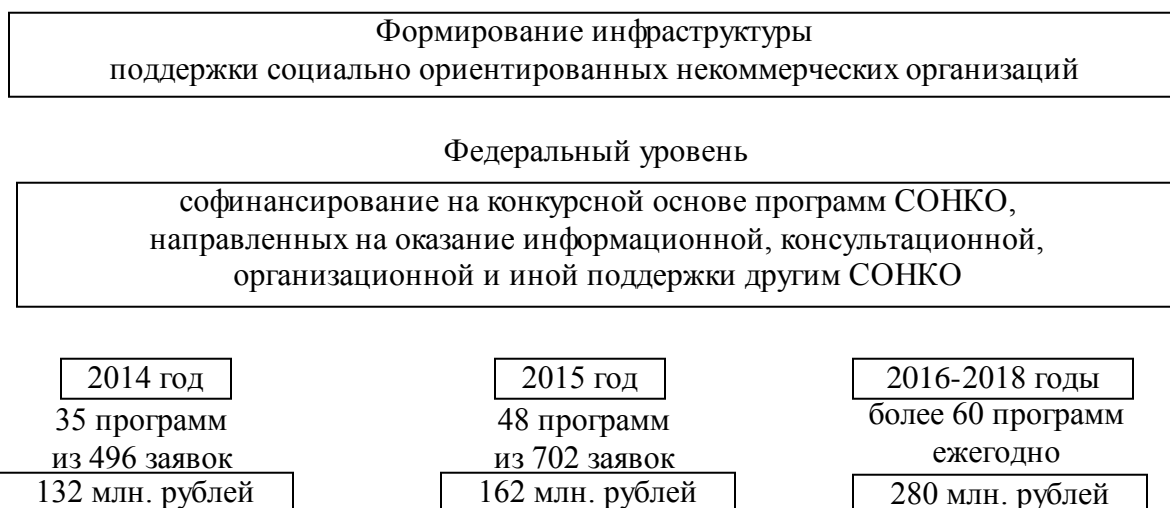 Формирование инфраструктуры
поддержки социально ориентированных некоммерческих организаций
Федеральный уровень
софинансирование на конкурсной основе программ СОНКО,
направленных на оказание информационной, консультационной,
организационной и иной поддержки другим СОНКО
2014 год
35 программ
из 496 заявок
132 млн. рублей
2015 год
48 программ
из 702 заявок
162 млн. рублей
2016-2018 годы
более 60 программ
ежегодно
280 млн. рублей